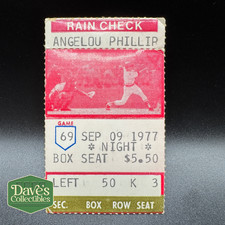 RAIN CHECK
ANGELOU PHILLIP
GAME
69 SEP 09 1977
* NIGHT *
BOX SEAT $5.50
LEFT 50 K 3
SEC. BOX ROW SEAT
Dave's
Collectibles